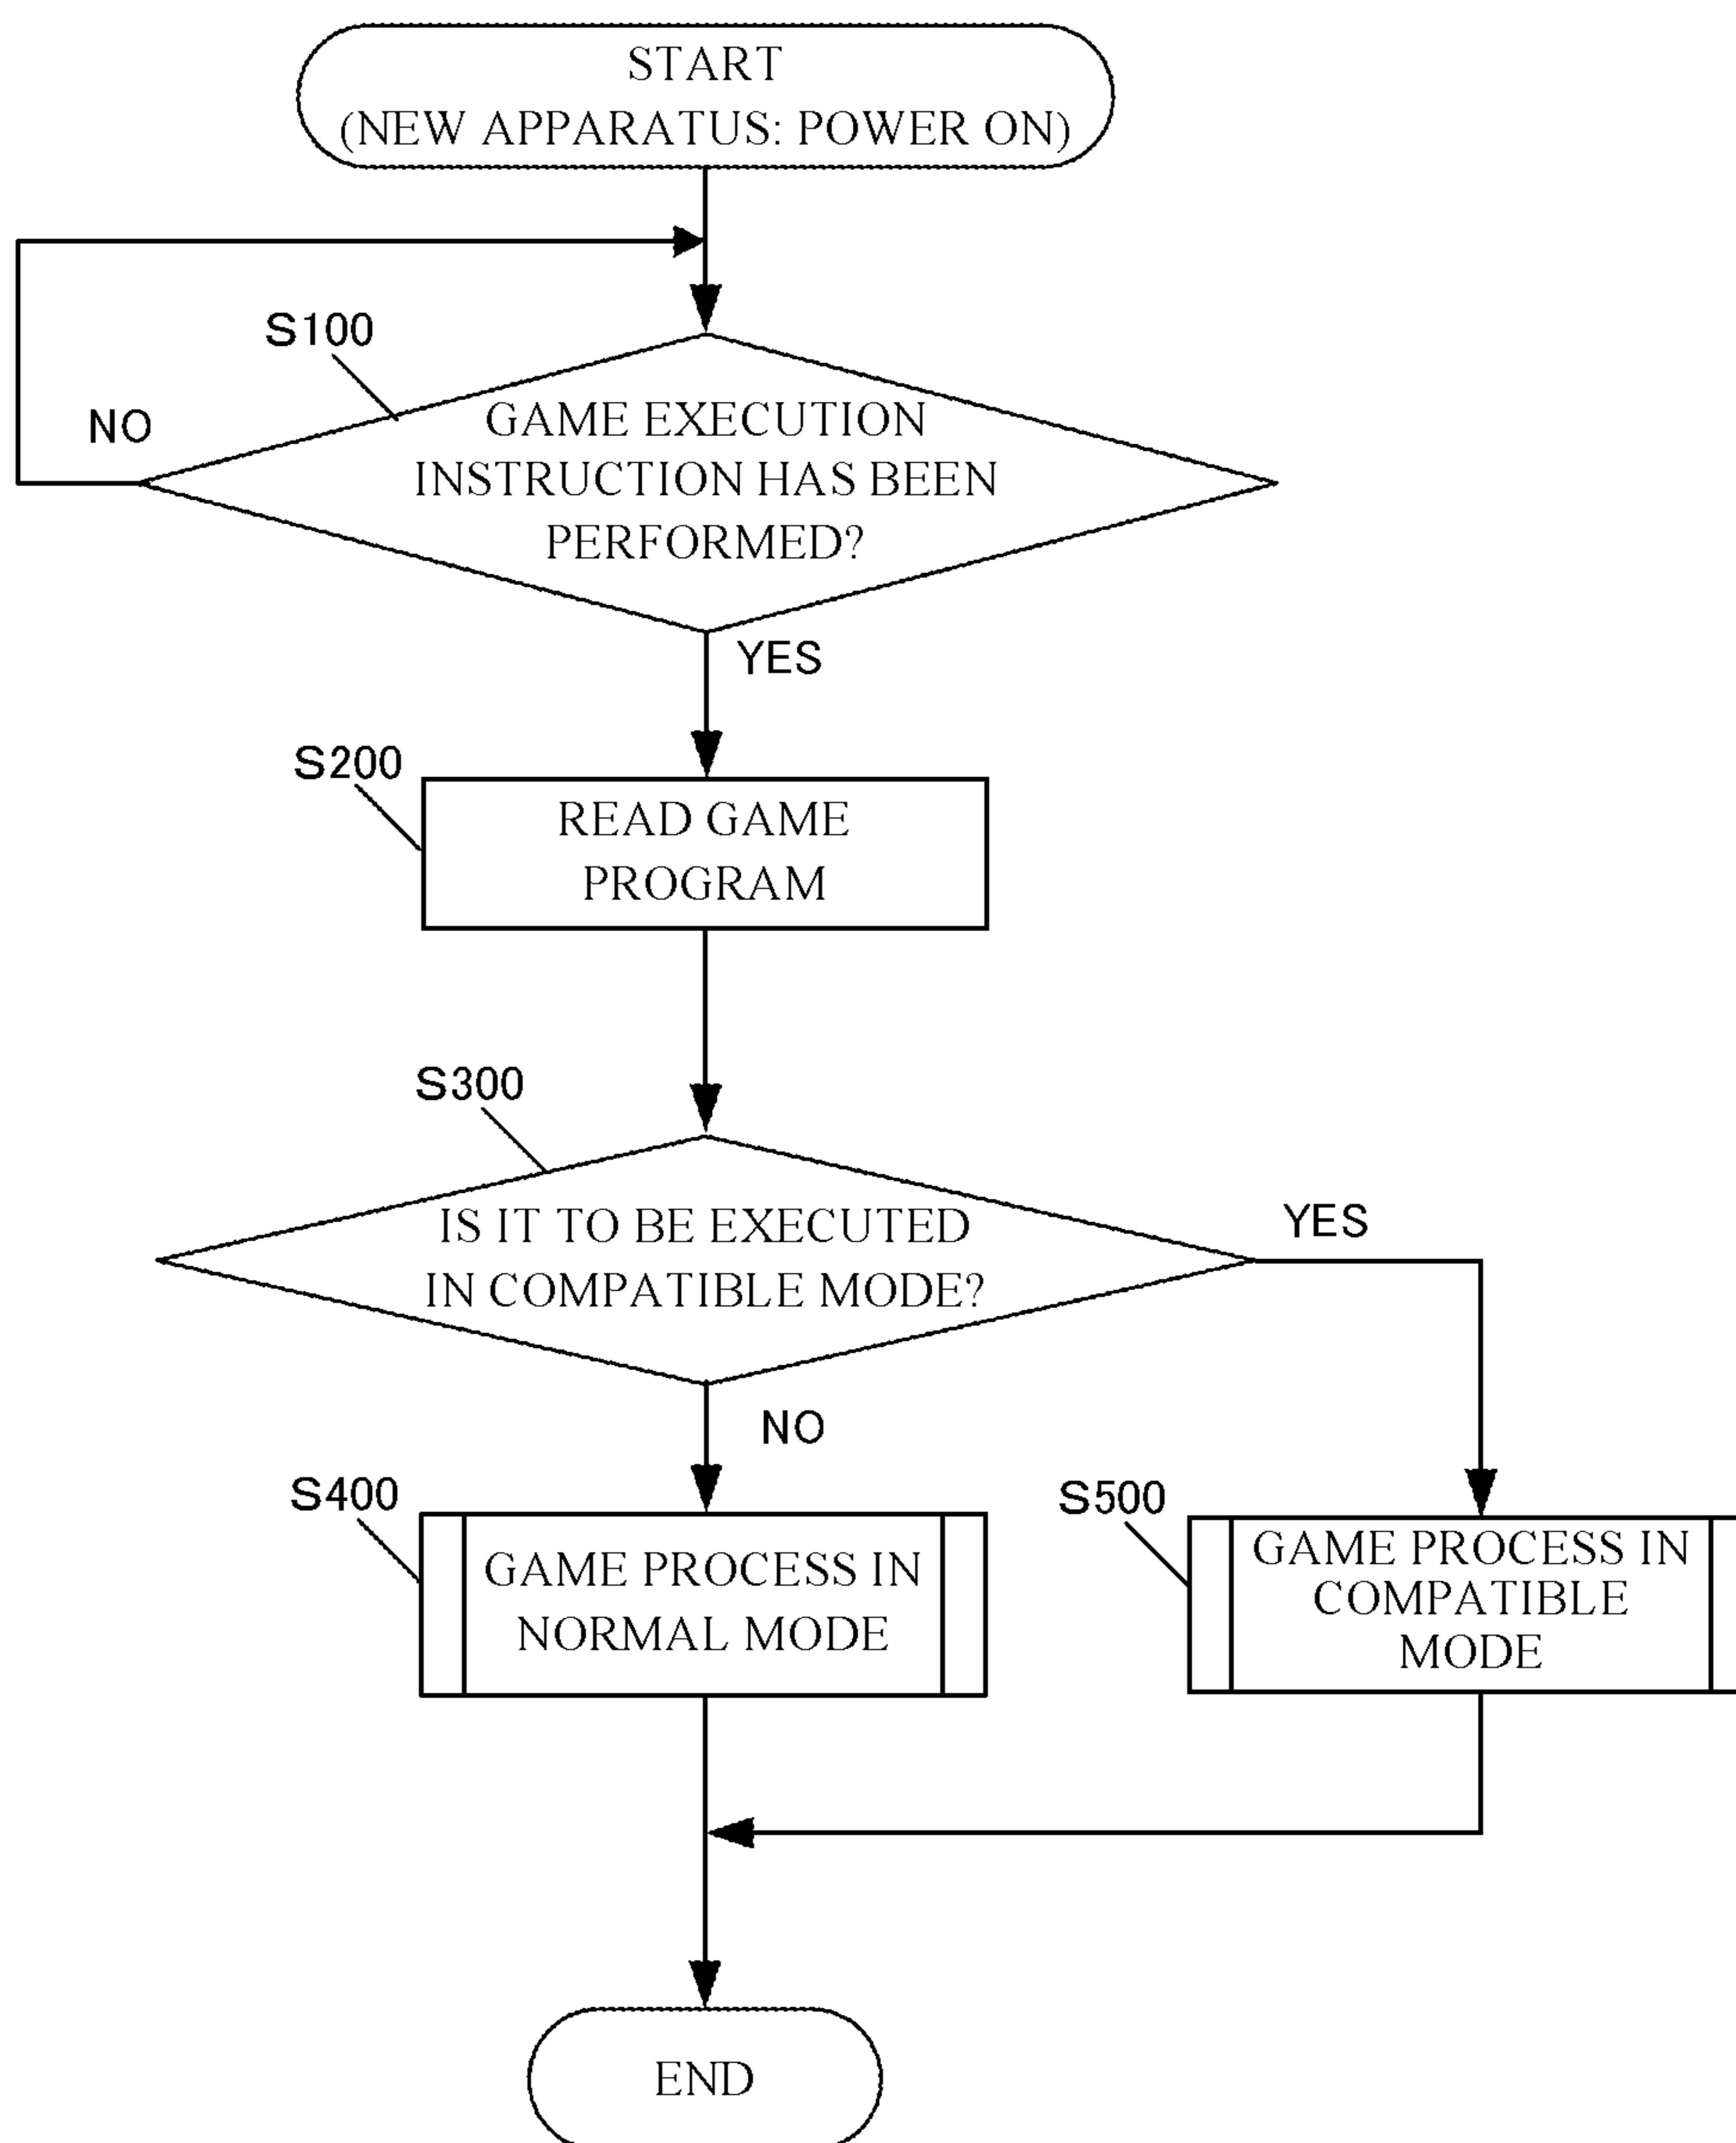 START
(NEW APPARATUS: POWER ON)
S100
NO
GAME EXECUTION
INSTRUCTION HAS BEEN
PERFORMED?
YES
S200
READ GAME
PROGRAM
S300
IS IT TO BE EXECUTED
IN COMPATIBLE MODE?
YES
NO
S400
GAME PROCESS IN
NORMAL MODE
S500
GAME PROCESS IN
COMPATIBLE
MODE
END